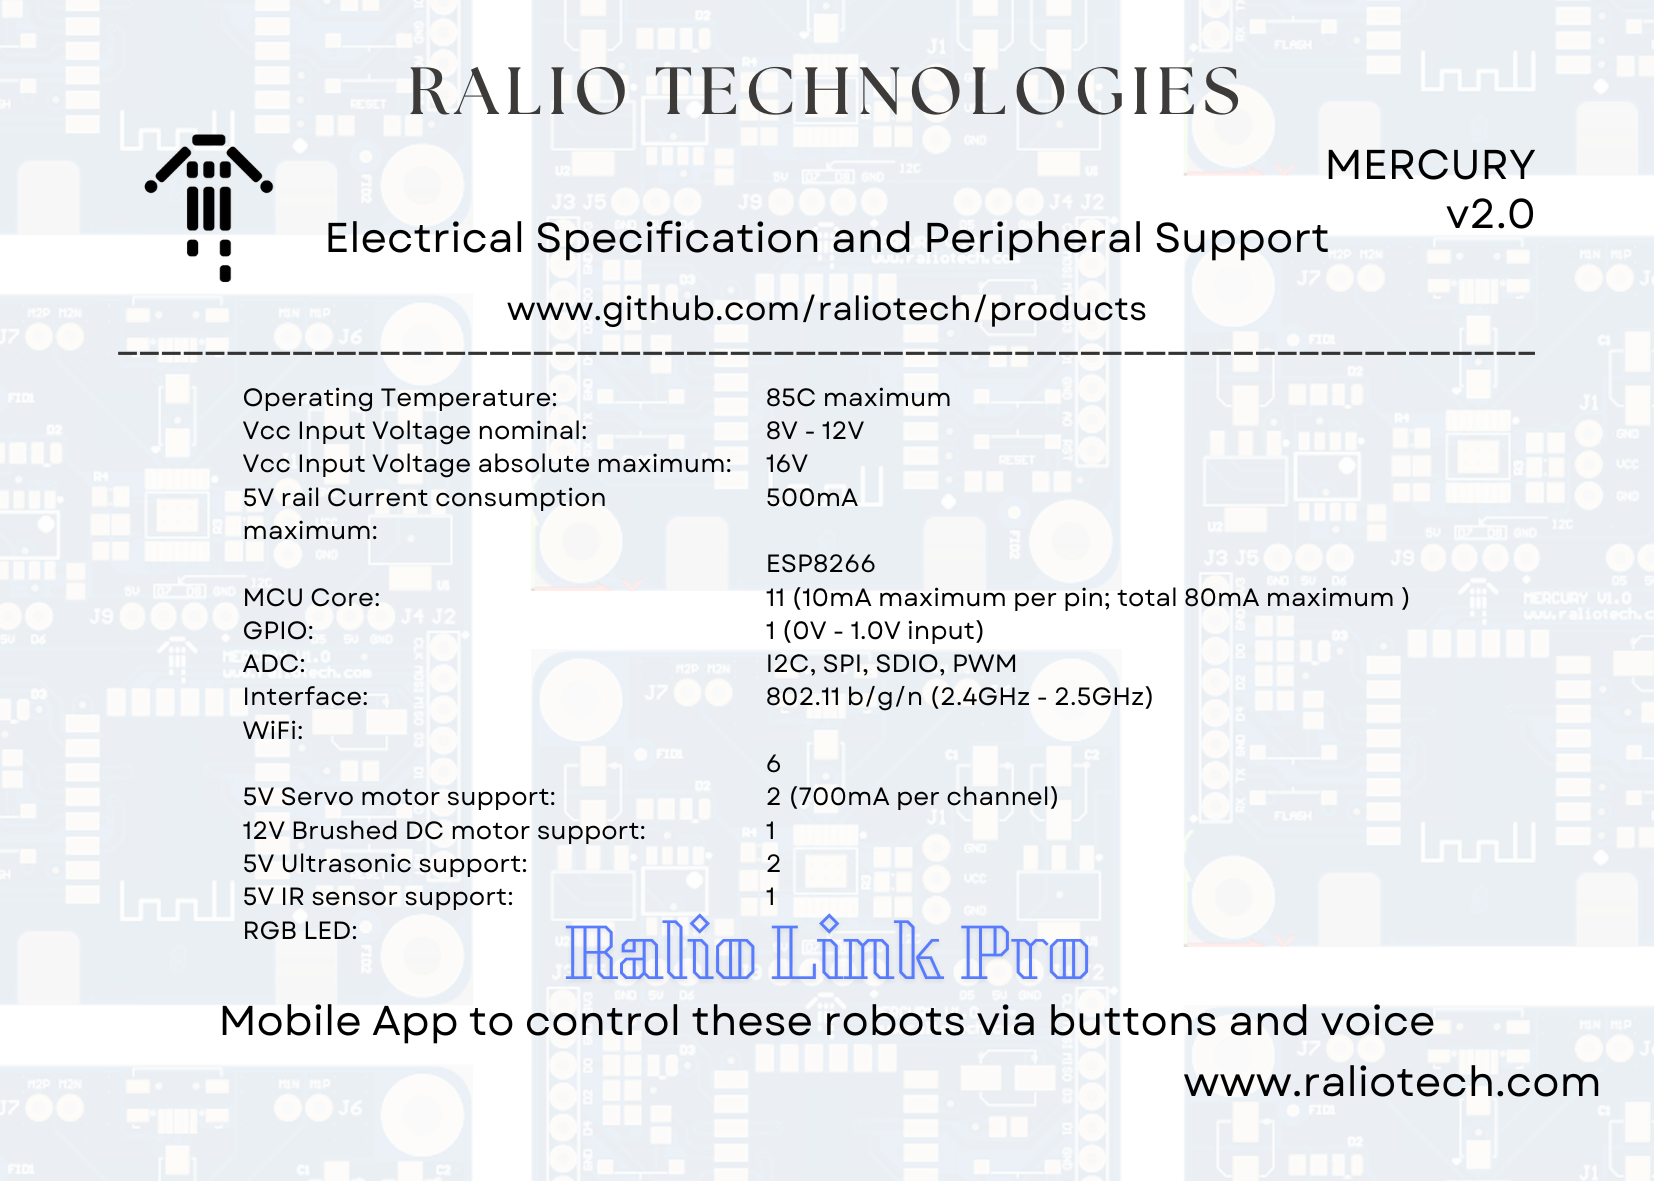 RALIO TECHNOLOGIES
MERCURY
v2.0
Electrical Specification and Peripheral Support
www.github.com/raliotech/products
Operating Temperature: 85C maximum
Vcc Input Voltage nominal: 8V - 12V
Vcc Input Voltage absolute maximum: 16V
5V rail Current consumption 500mA
maximum:
ESP8266
MCU Core: 11 (10mA maximum per pin; total 80mA maximum )
GPIO: 1 (0V - 1.0V input)
ADC: I2C, SPI, SDIO, PWM
Interface: 802.11 b/g/n (2.4GHz - 2.5GHz)
WiFi:
6
5V Servo motor support: 2 (700mA per channel)
12V Brushed DC motor support: 1
5V Ultrasonic support: 2
5V IR sensor support: 1
RGB LED:
Ralio Link Pro
Mobile App to control these robots via buttons and voice
www.raliotech.com